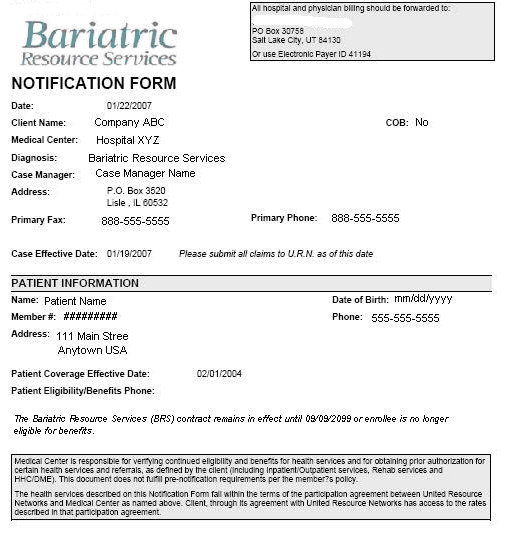 All hospital and physician billing should be forwarded to:
PO Box 30758
Salt Lake City, UT 84130
Or use Electronic Payer ID 41194
Bariatric
Resource Services
NOTIFICATION FORM
Date: 01/22/2007
Client Name: Company ABC COB: No
Medical Center: Hospital XYZ
Diagnosis: Bariatric Resource Services
Case Manager: Case Manager Name
Address: P.O. Box 3520
Lisle , IL 60532
Primary Fax: 888-555-5555 Primary Phone: 888-555-5555
Case Effective Date: 01/19/2007 Please submit all claims to U.R.N. as of this date
PATIENT INFORMATION
Name: Patient Name Date of Birth: mm/dd/yyyy
Member #: ######### Phone: 555-555-5555
Address: 111 Main Stree
Anytown USA
Patient Coverage Effective Date: 02/01/2004
Patient Eligibility/Benefits Phone:
The Bariatric Resource Services (BRS) contract remains in effect until 09/09/2099 or enrollee is no longer
eligible for benefits.
Medical Center is responsible for verifying continued eligibility and benefits for health services and for obtaining prior authorization for
certain health services and referrals, as defined by the client (including Inpatient/Outpatient services, Rehab services and
HHC/DME). This document does not fulfill pre-notification requirements per the member?s policy.
The health services described on this Notification Form fall within the terms of the participation agreement between United Resource
Networks and Medical Center as named above. Client, through its agreement with United Resource Networks has access to the rates
described in that participation agreement.